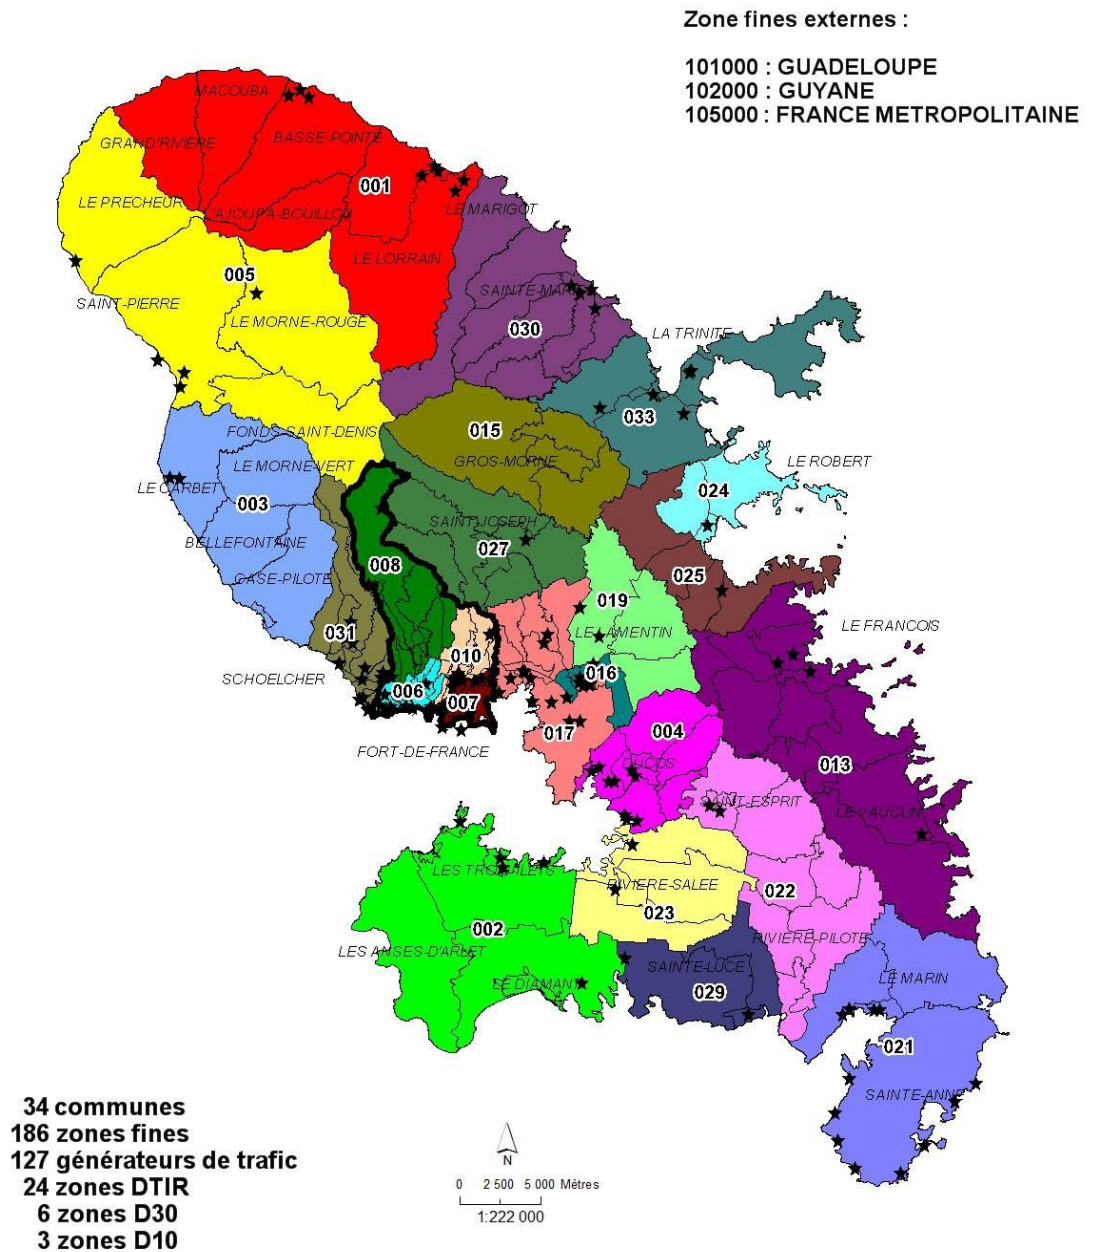 Zone fines externes :
101000 : GUADELOUPE
102000 : GUYANE
105000 : FRANCE METROPOLITAINE
MACOUBA
GRAND'RIVIERE
BASSE-POINTE
001
LE PRECHEUR
L'AJOUPA-BOUILLON
LE MARIGOT
LE LORRAIN
005
SAINT-PIERRE
SAINTE-MARIE
LE MORNE-ROUGE
030
LA TRINITE
033
015
FONDS-SAINT-DENIS
GROS-MORNE
LE MORNE-VERT
LE ROBERT
LE CARBET
024
003
SAINT-JOSEPH
BELLEFONTAINE
027
008
025
CASE-PILOTE
019
LE FRANCOIS
031
LE LAMENTIN
010
SCHOELCHER
016
006
007
017
004
FORT-DE-FRANCE
DUCOS
013
SAINT-ESPRIT
LE VAUCLIN
LES TROIS-ILETS
RIVIERE-SALEE
022
023
002
RIVIERE-PILOTE
LES ANSES-D'ARLET
SAINTE-LUCE
LE MARIN
LE DIAMANT
029
021
SAINTE-ANNE
34 communes
186 zones fines
127 générateurs de trafic
24 zones DTIR
6 zones D30
3 zones D10
N
0 2 500 5 000 Mètres
1:222 000